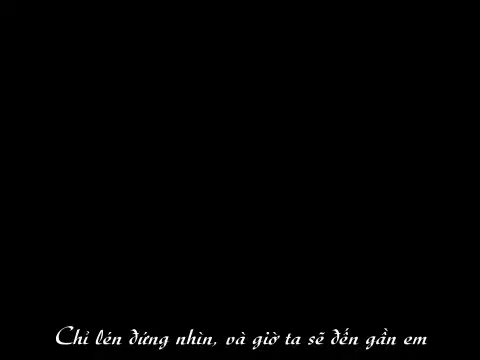 Chỉ lén đứng nhìn, và giờ ta sẽ đến gần em